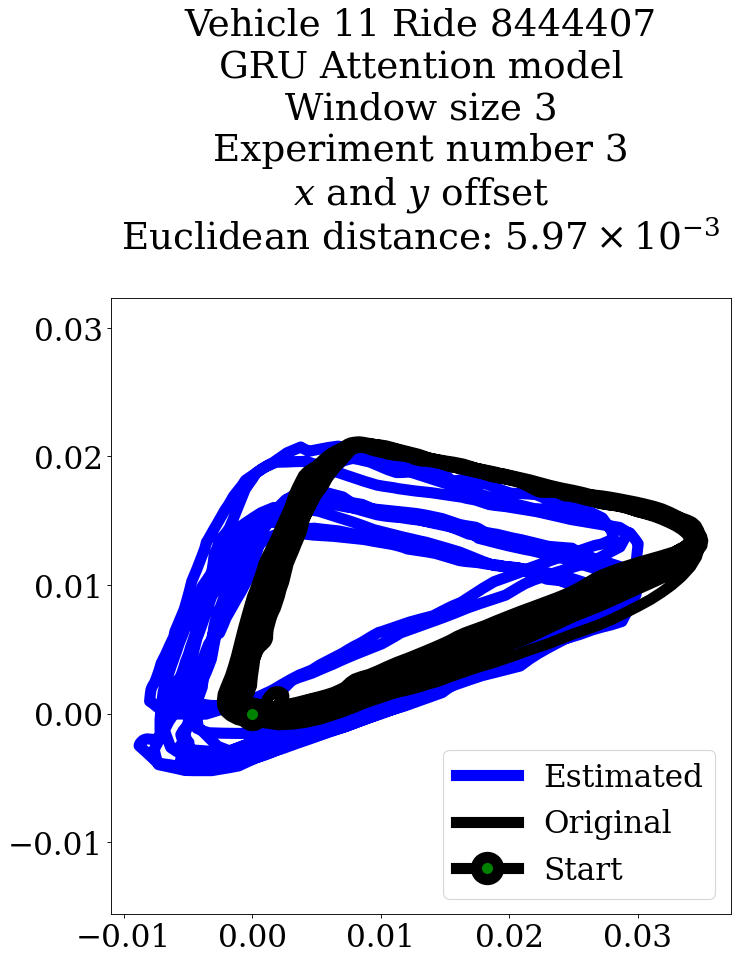 Vehicle 11 Ride 8444407
GRU Attention model
Window size 3
Experiment number 3
x and y offset
Euclidean distance: 5.97 × 10⁻³
0.03
0.02
0.01
0.00
−0.01
Estimated
Original
Start
−0.01 0.00 0.01 0.02 0.03